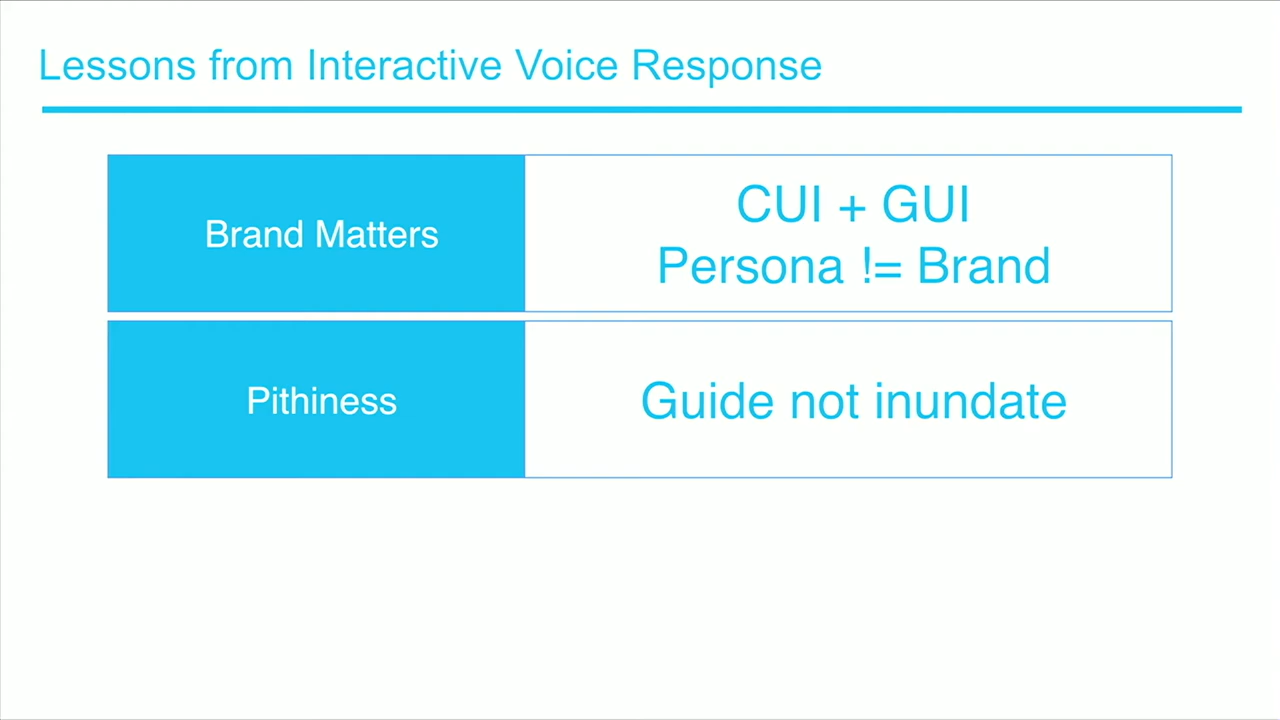 Lessons from Interactive Voice Response
Brand Matters
CUI + GUI
Persona != Brand
Pithiness
Guide not inundate